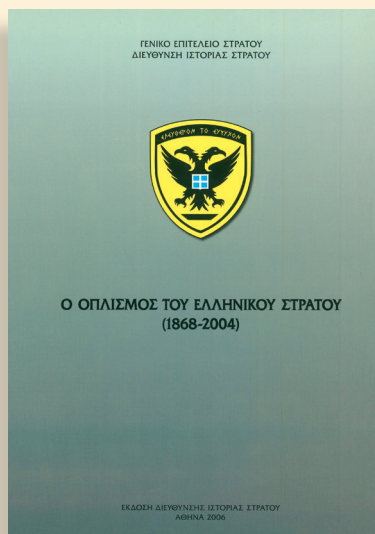 ΓΕΝΙΚΟ ΕΠΙΤΕΛΕΙΟ ΣΤΡΑΤΟΥ
ΔΙΕΥΘΥΝΣΗ ΙΣΤΟΡΙΑΣ ΣΤΡΑΤΟΥ
ΕΛΕΥΘΕΡΟΝ ΤΟ ΕΥΨΥΧΟΝ
Ο ΟΠΛΙΣΜΟΣ ΤΟΥ ΕΛΛΗΝΙΚΟΥ ΣΤΡΑΤΟΥ
(1868-2004)
ΕΚΔΟΣΗ ΔΙΕΥΘΥΝΣΗΣ ΙΣΤΟΡΙΑΣ ΣΤΡΑΤΟΥ
ΑΘΗΝΑ 2006